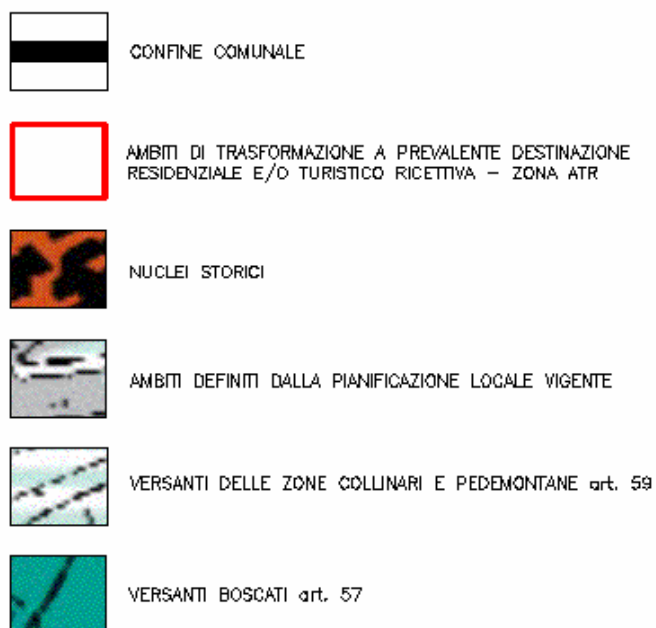 CONFINE COMUNALE
AMBITI DI TRASFORMAZIONE A PREVALENTE DESTINAZIONE
RESIDENZIALE E/O TURISTICO RICETTIVA – ZONA ATR
NUCLEI STORICI
AMBITI DEFINITI DALLA PIANIFICAZIONE LOCALE VIGENTE
VERSANTI DELLE ZONE COLLINARI E PEDEMONTANE art. 59
VERSANTI BOSCATI art. 57